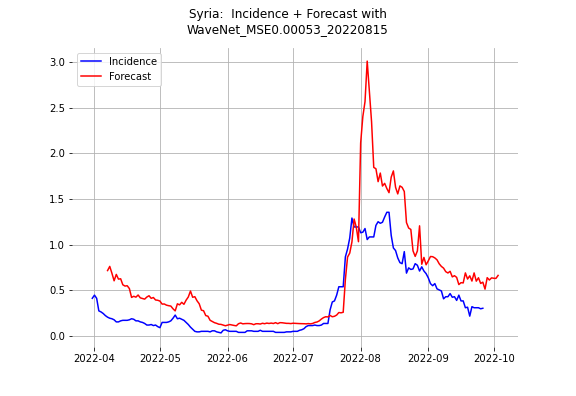 Syria:  Incidence + Forecast with
WaveNet_MSE0.00053_20220815
Incidence
Forecast
3.0
2.5
2.0
1.5
1.0
0.5
0.0
2022-04 2022-05 2022-06 2022-07 2022-08 2022-09 2022-10